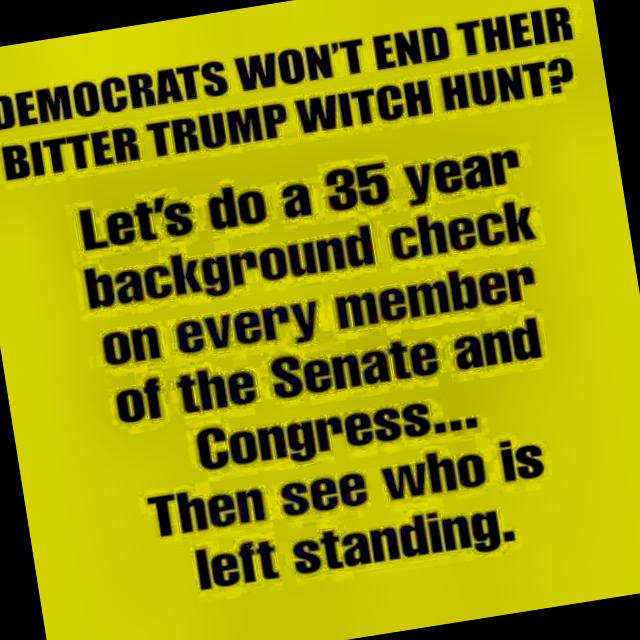 DEMOCRATS WON'T END THEIR
BITTER TRUMP WITCH HUNT?
Let's do a 35 year
background check
on every member
of the Senate and
Congress...
Then see who is
left standing.